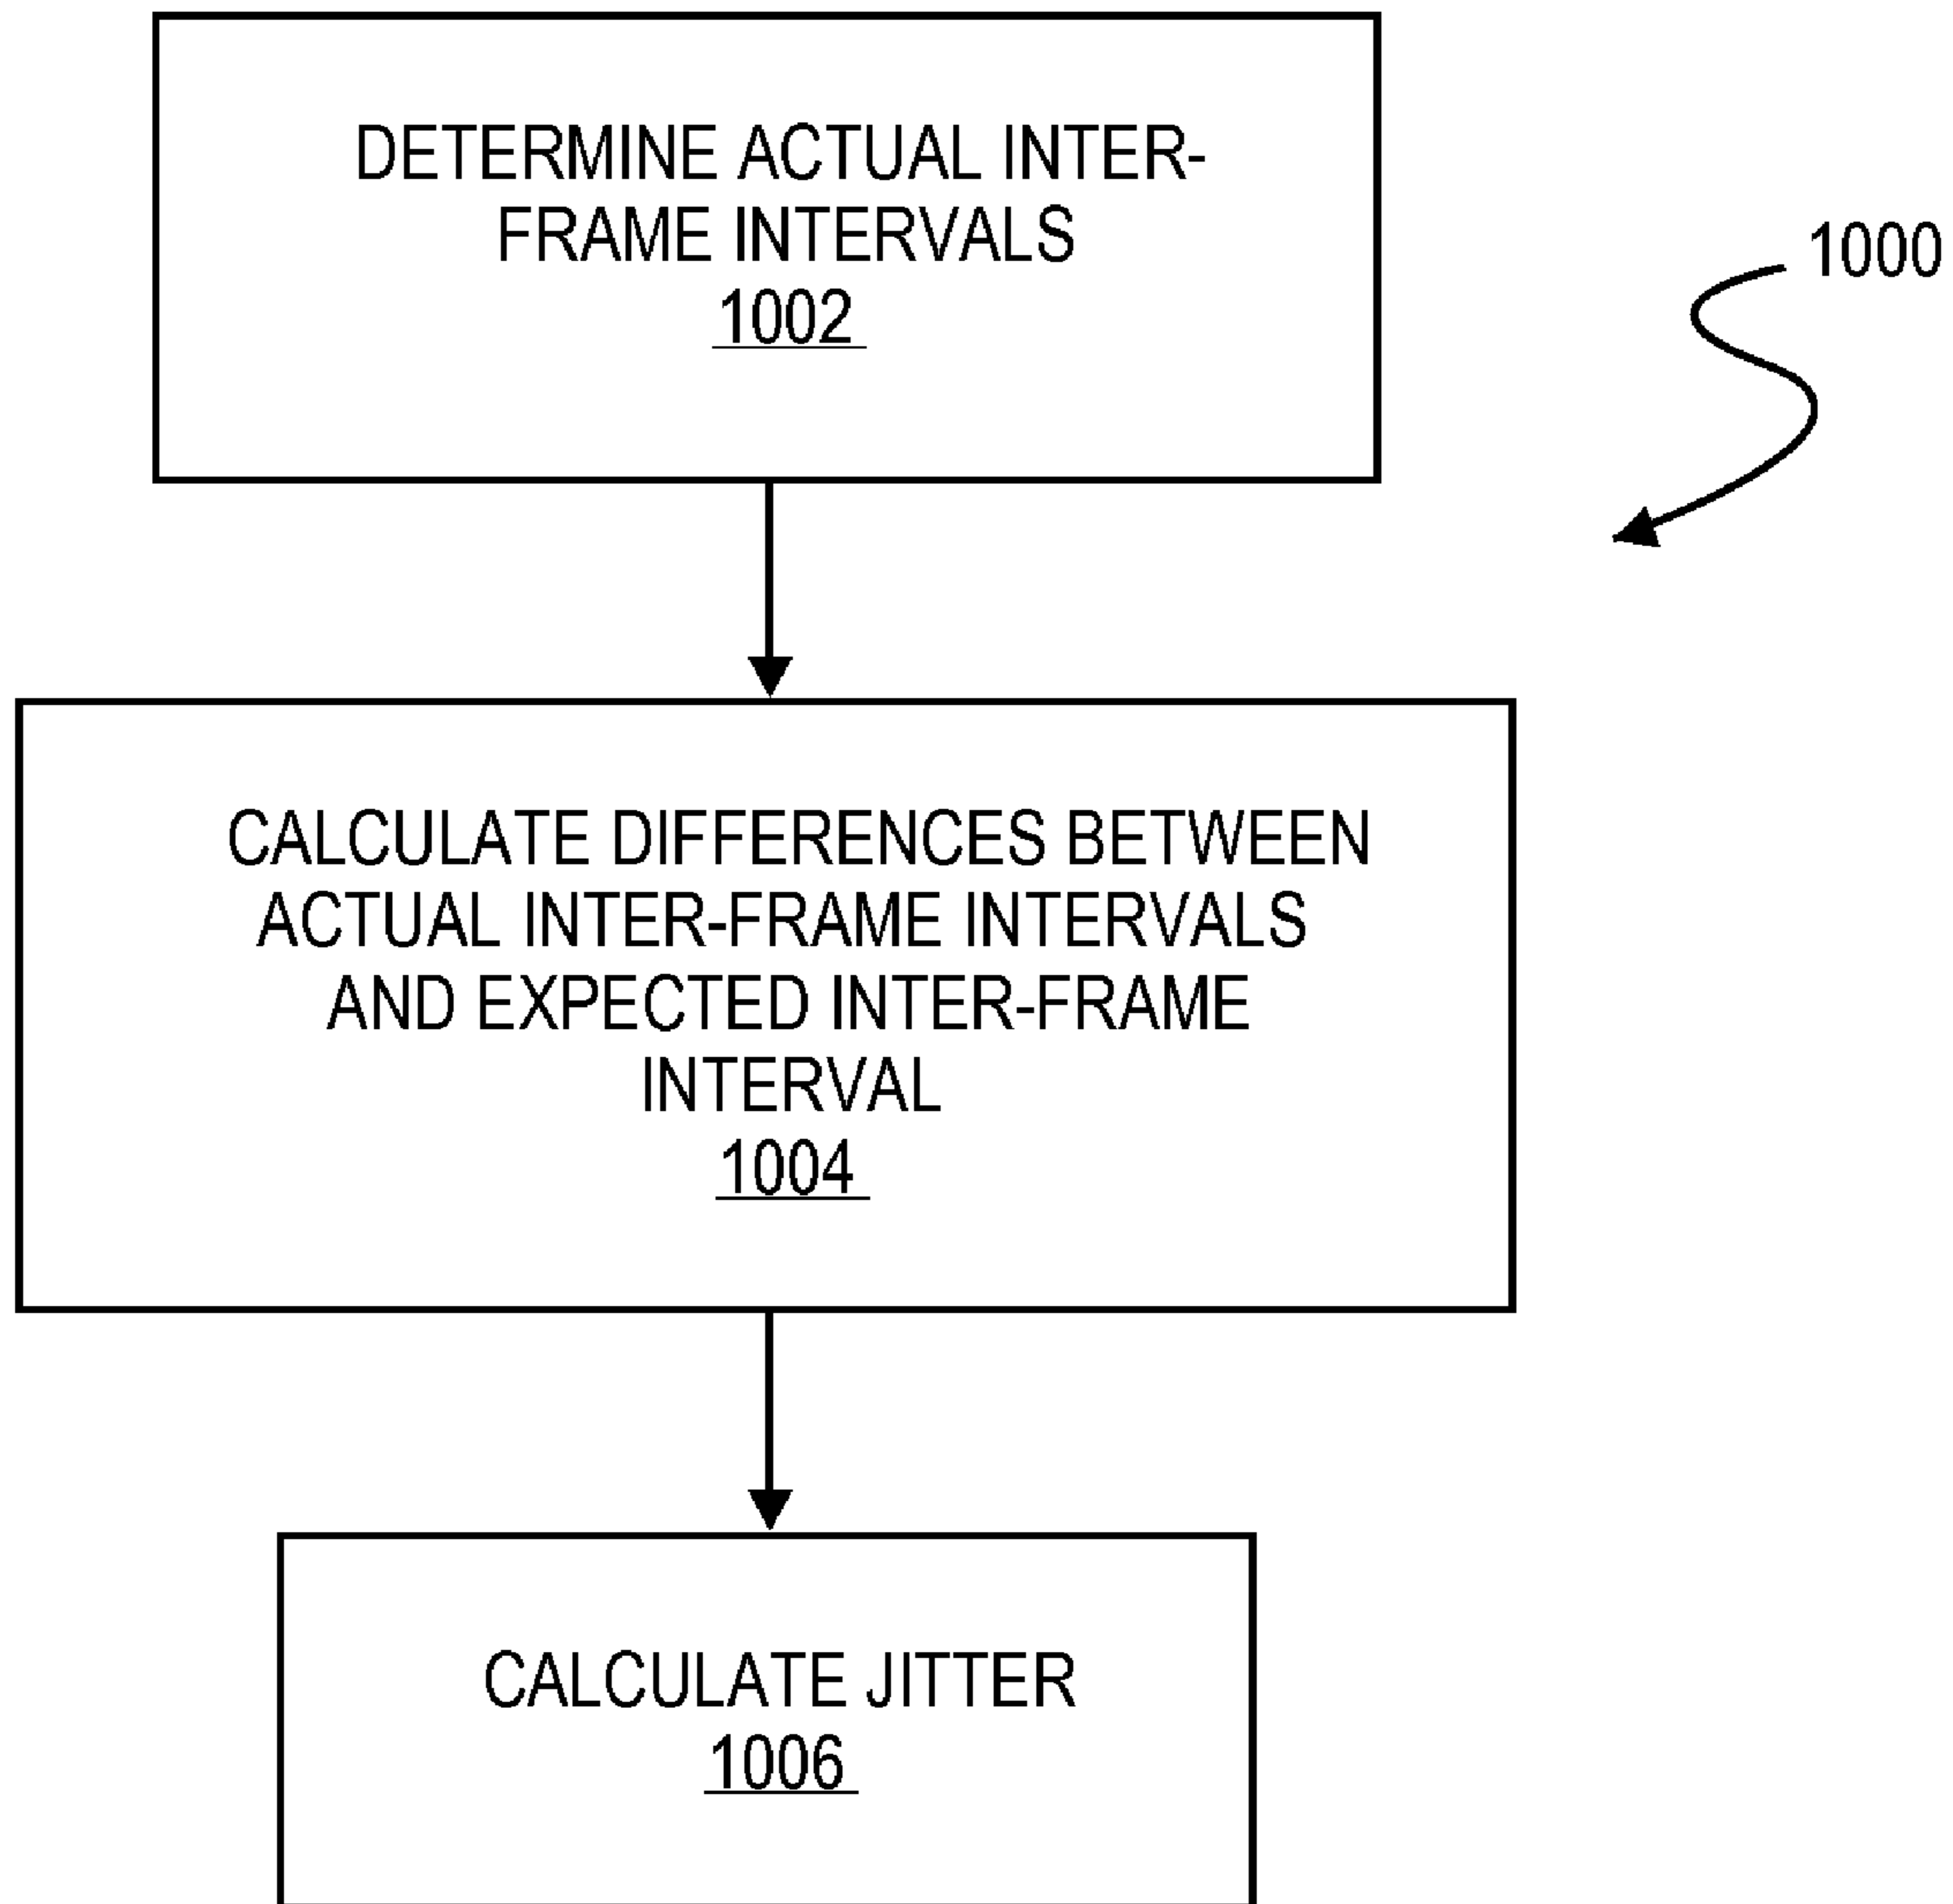 DETERMINE ACTUAL INTER-
FRAME INTERVALS
1002
1000
CALCULATE DIFFERENCES BETWEEN
ACTUAL INTER-FRAME INTERVALS
AND EXPECTED INTER-FRAME
INTERVAL
1004
CALCULATE JITTER
1006